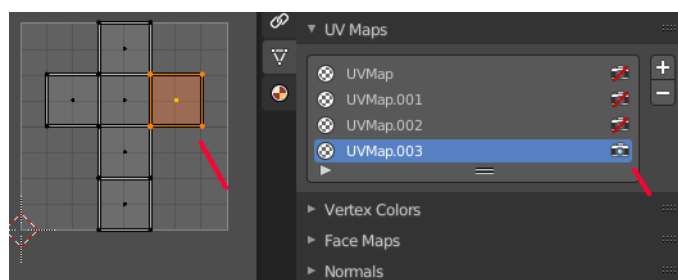 UV Maps
UVMap
UVMap.001
UVMap.002
UVMap.003
Vertex Colors
Face Maps
Normals